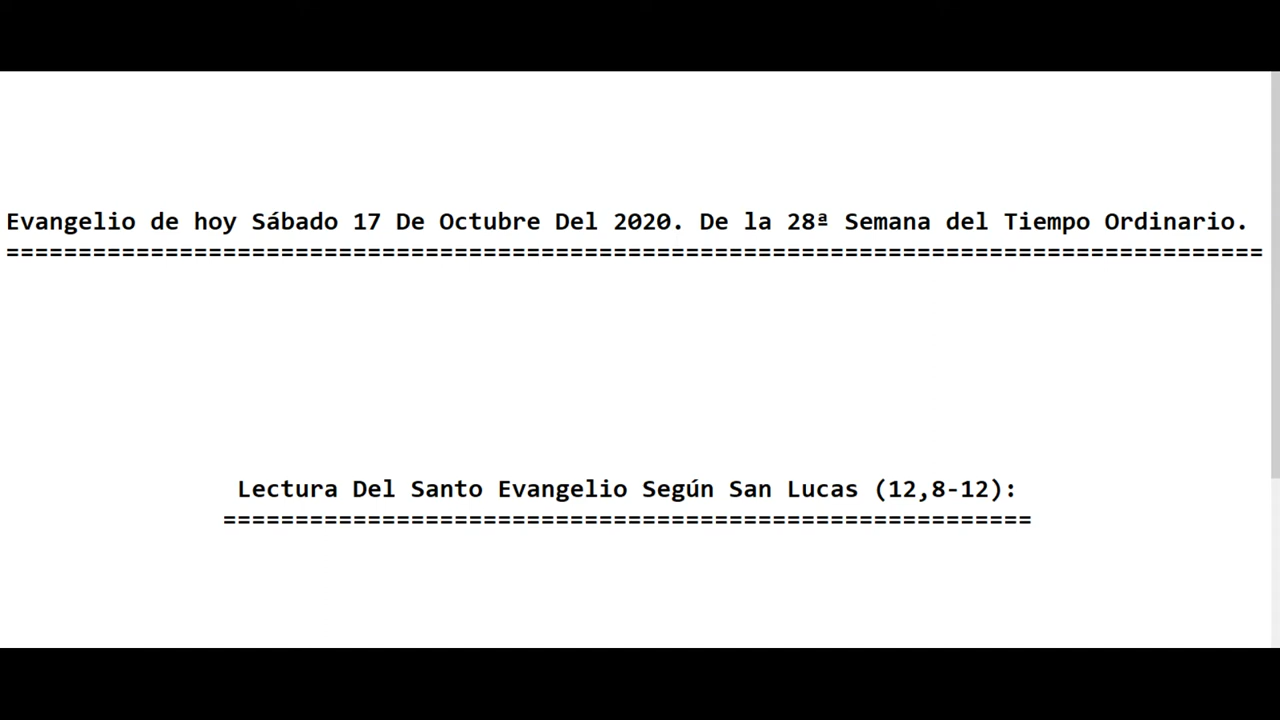 Evangelio de hoy Sábado 17 De Octubre Del 2020. De la 28ª Semana del Tiempo Ordinario.
=======================================================================================
Lectura Del Santo Evangelio Según San Lucas (12,8-12):
========================================================